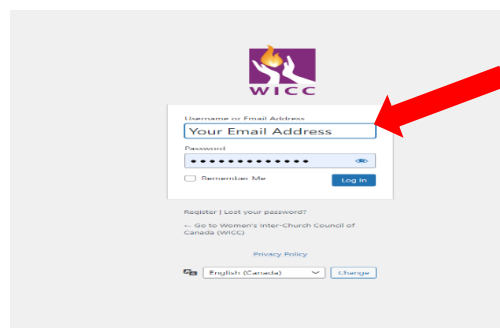 WICC
Username or Email Address
Your Email Address
Password
Remember Me
Log In
Register | Lost your password?
← Go to Women's Inter-Church Council of
Canada (WICC)
Privacy Policy
English (Canada)
Change